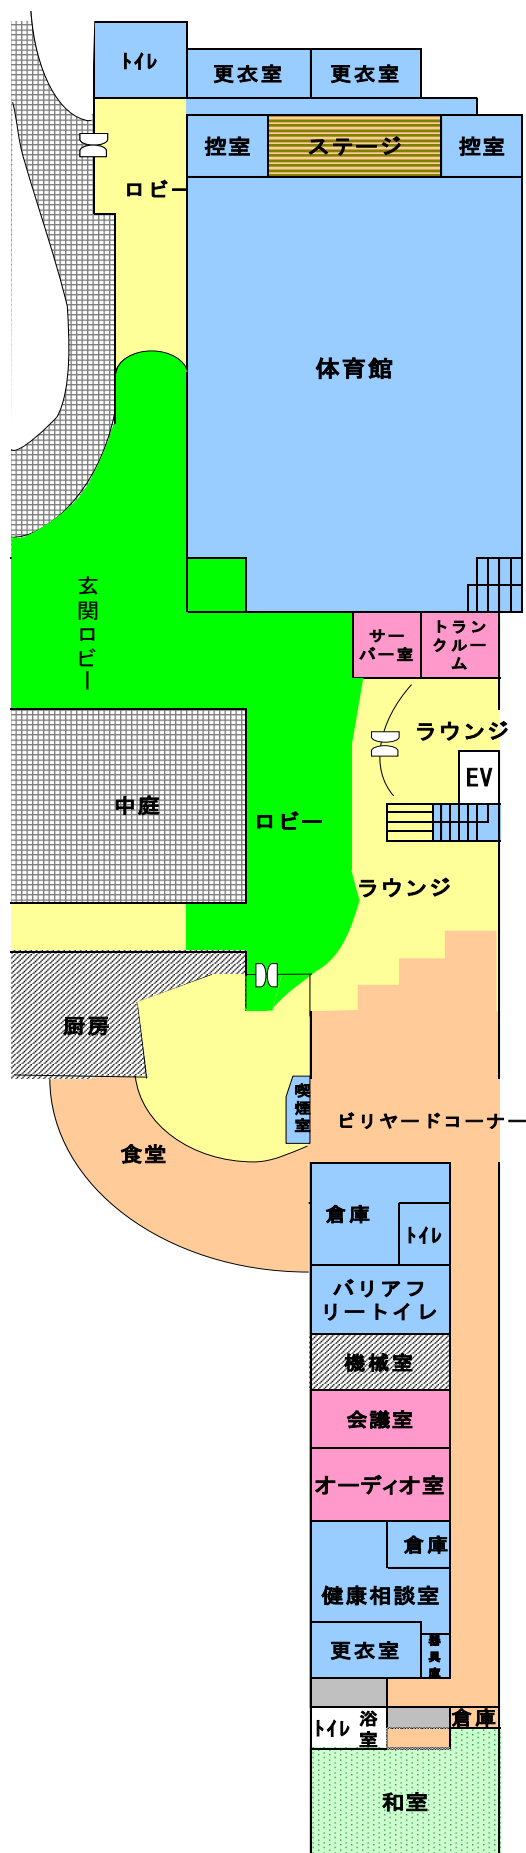 ﾄｲﾚ
更衣室
更衣室
控室
ステージ
控室
ロビー
体育館
玄関ロビー
サー
バー室
トラン
クルー
ム
ラウンジ
EV
中庭
ロビー
ラウンジ
厨房
喫煙室
ビリヤードコーナー
食堂
倉庫
ﾄｲﾚ
バリアフ
リートイレ
機械室
会議室
オーディオ室
倉庫
健康相談室
更衣室
器具庫
ﾄｲﾚ
浴室
倉庫
和室